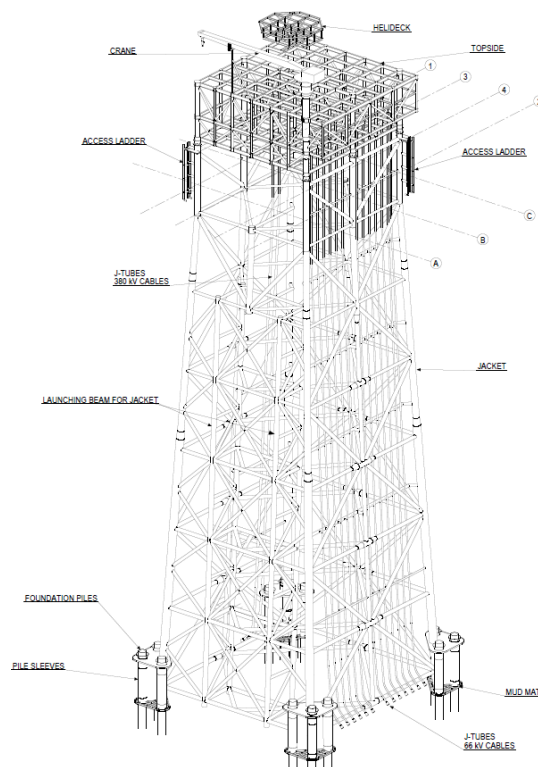 HELIDECK
CRANE
TOPSIDE
1
3
4
ACCESS LADDER
ACCESS LADDER
C
B
A
J-TUBES
380 kV CABLES
JACKET
LAUNCHING BEAM FOR JACKET
FOUNDATION PILES
PILE SLEEVES
MUD MAT
J-TUBES
66 kV CABLES